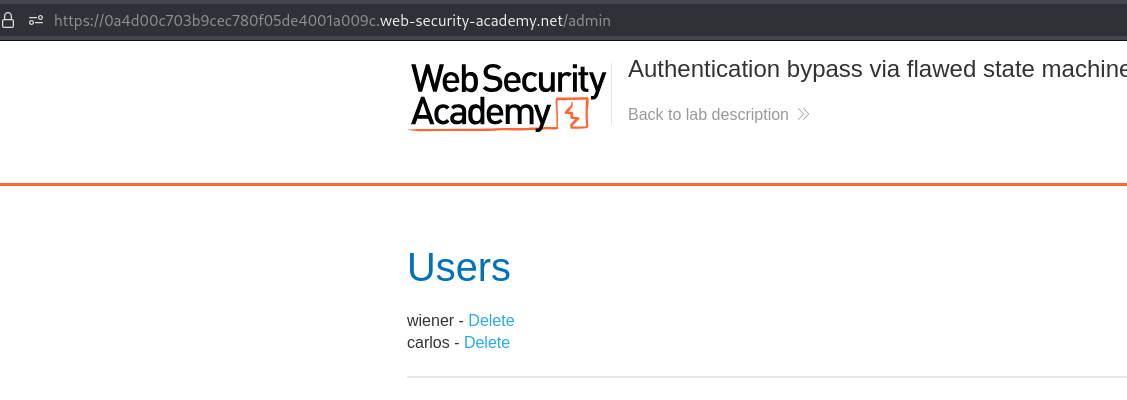 https://0a4d00c703b9cec780f05de4001a009c.web-security-academy.net/admin
Web Security
Academy
Authentication bypass via flawed state machine
Back to lab description
Users
wiener - Delete
carlos - Delete